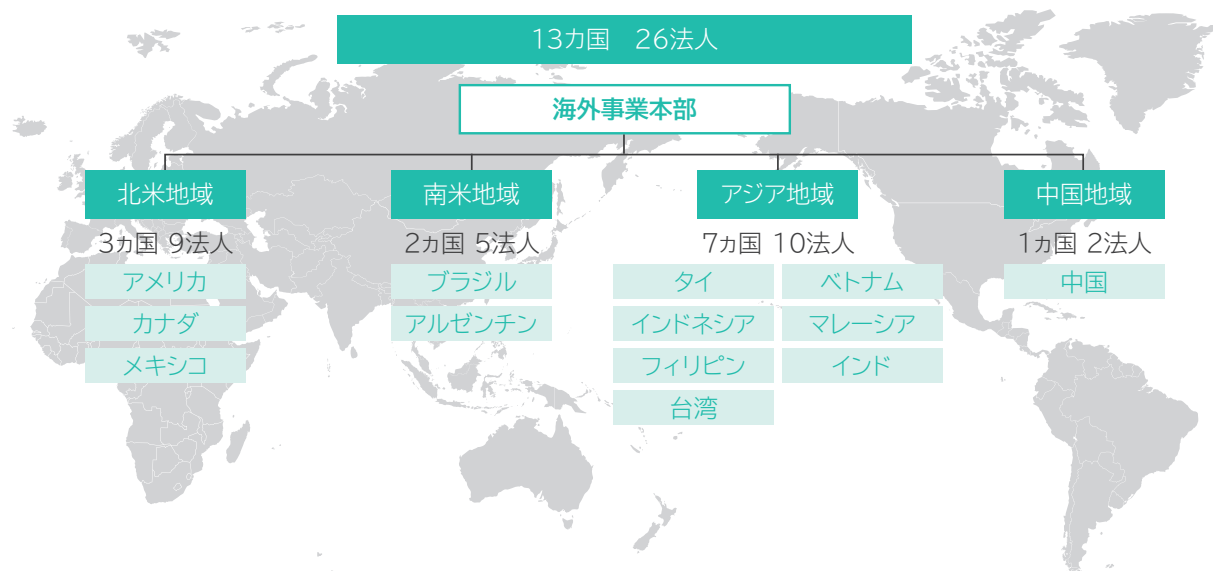 13カ国　26法人
海外事業本部
北米地域
3ヵ国 9法人
アメリカ
カナダ
メキシコ
南米地域
2ヵ国 5法人
ブラジル
アルゼンチン
アジア地域
7ヵ国 10法人
タイ
ベトナム
インドネシア
マレーシア
フィリピン
インド
台湾
中国地域
1ヵ国 2法人
中国